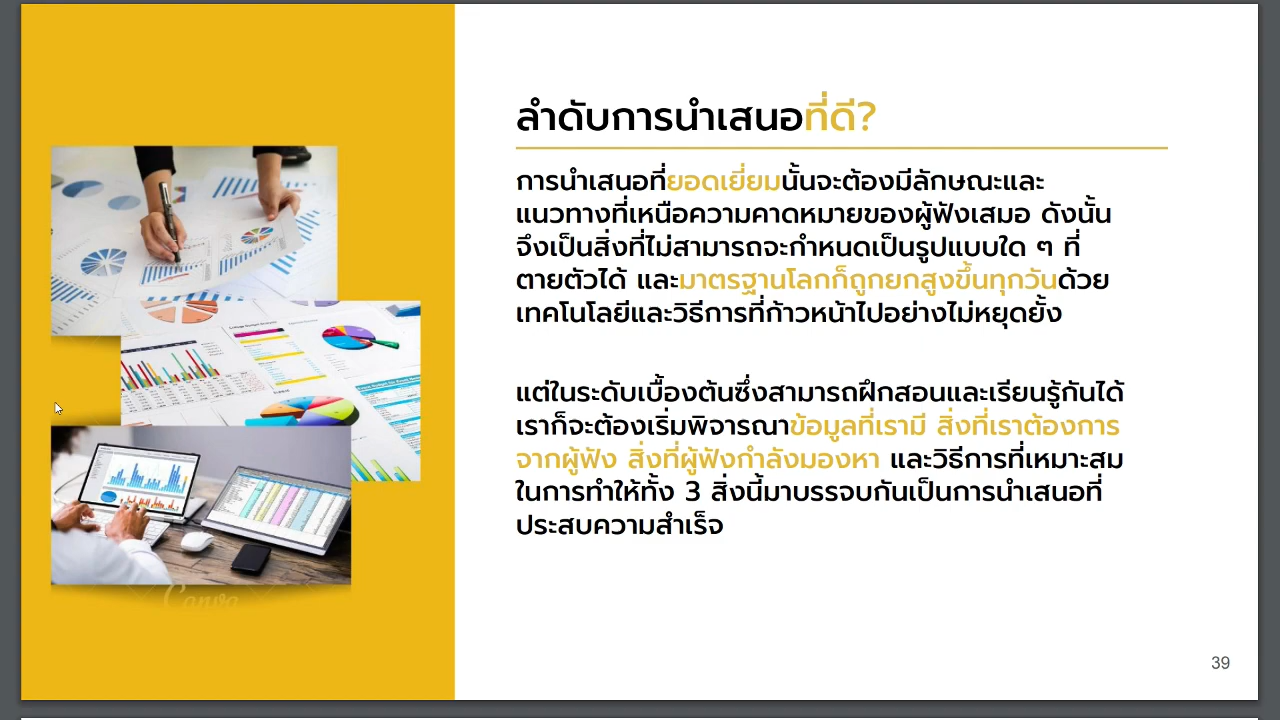 ลำดับการนำเสนอที่ดี?
การนำเสนอที่ยอดเยี่ยมนั้นจะต้องมีลักษณะและ
แนวทางที่เหนือความคาดหมายของผู้ฟังเสมอ ดังนั้น
จึงเป็นสิ่งที่ไม่สามารถจะกำหนดเป็นรูปแบบใด ๆ ที่
ตายตัวได้ และมาตรฐานโลกก็ถูกยกสูงขึ้นทุกวันด้วย
เทคโนโลยีและวิธีการที่ก้าวหน้าไปอย่างไม่หยุดยั้ง
แต่ในระดับเบื้องต้นซึ่งสามารถฝึกสอนและเรียนรู้กันได้
เราก็จะต้องเริ่มพิจารณาข้อมูลที่เรามี สิ่งที่เราต้องการ
จากผู้ฟัง สิ่งที่ผู้ฟังกำลังมองหา และวิธีการที่เหมาะสม
ในการทำให้ทั้ง 3 สิ่งนี้มาบรรจบกันเป็นการนำเสนอที่
ประสบความสำเร็จ
Canva
39